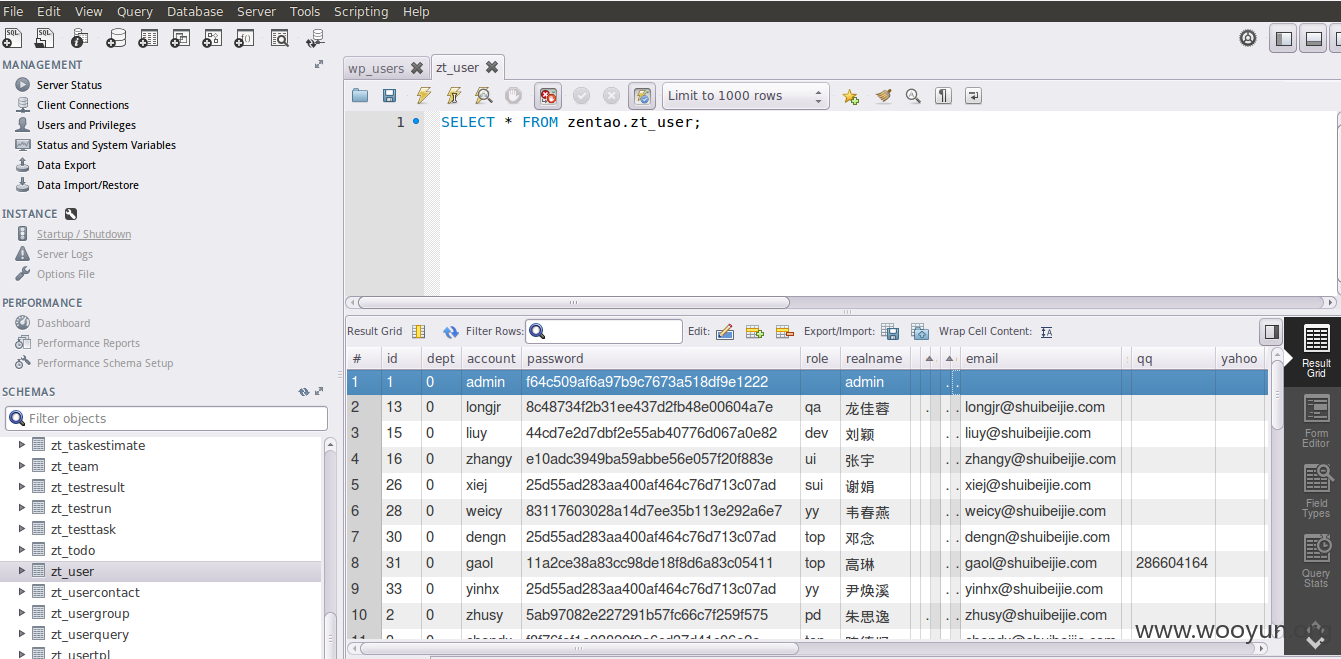 File Edit View Query Database Server Tools Scripting Help
MANAGEMENT
Server Status
Client Connections
Users and Privileges
Status and System Variables
Data Export
Data Import/Restore
INSTANCE
Startup / Shutdown
Server Logs
Options File
PERFORMANCE
Dashboard
Performance Reports
Performance Schema Setup
SCHEMAS
Filter objects
zt_taskestimate
zt_team
zt_testresult
zt_testrun
zt_testtask
zt_todo
zt_user
zt_usercontact
zt_usergroup
zt_userquery
zt_usertpl
wp_users zt_user
Limit to 1000 rows
1 SELECT * FROM zentao.zt_user;
Result Grid Filter Rows: Edit: Export/Import: Wrap Cell Content:
# id dept account password role realname email qq yahoo
1 1 0 admin f64c509af6a97b9c7673a518df9e1222 admin
2 13 0 longjr 8c48734f2b31ee437d2fb48e00604a7e qa 龙佳蓉 longjr@shuibeijie.com
3 15 0 liuy 44cd7e2d7dbf2e55ab40776d067a0e82 dev 刘颖 liuy@shuibeijie.com
4 16 0 zhangy e10adc3949ba59abbe56e057f20f883e ui 张宇 zhangy@shuibeijie.com
5 26 0 xiej 25d55ad283aa400af464c76d713c07ad sui 谢娟 xiej@shuibeijie.com
6 28 0 weicy 83117603028a14d7ee35b113e292a6e7 yy 韦春燕 weicy@shuibeijie.com
7 30 0 dengn 25d55ad283aa400af464c76d713c07ad top 邓念 dengn@shuibeijie.com
8 31 0 gaol 11a2ce38a83cc98de18f8d6a83c05411 top 高琳 gaol@shuibeijie.com 286604164
9 33 0 yinhx 25d55ad283aa400af464c76d713c07ad yy 尹焕溪 yinhx@shuibeijie.com
10 2 0 zhusy 5ab97082e227291b57fc66c7f259f575 pd 朱思逸 zhusy@shuibeijie.com
Result Grid
Form Editor
Field Types
Query Stats
www.wooyun.org